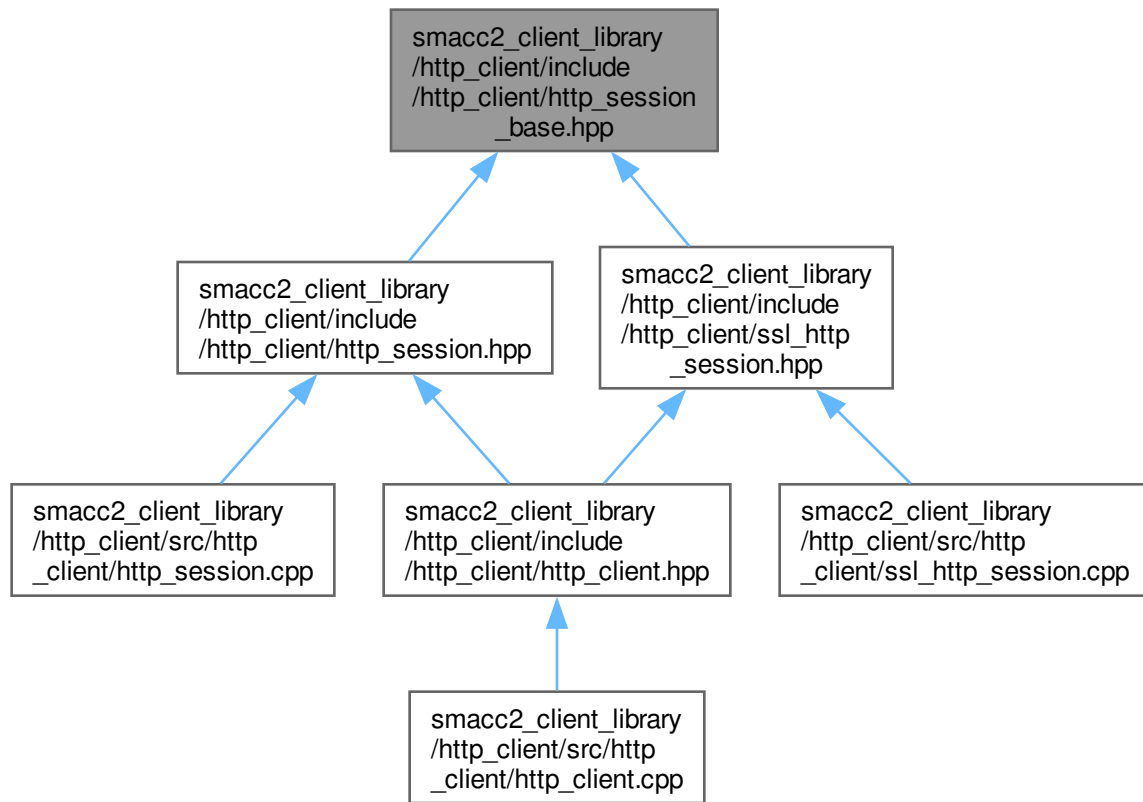 smacc2_client_library
/http_client/include
/http_client/http_session
_base.hpp
smacc2_client_library
/http_client/include
/http_client/http_session.hpp
smacc2_client_library
/http_client/include
/http_client/ssl_http
_session.hpp
smacc2_client_library
/http_client/src/http
_client/http_session.cpp
smacc2_client_library
/http_client/include
/http_client/http_client.hpp
smacc2_client_library
/http_client/src/http
_client/ssl_http_session.cpp
smacc2_client_library
/http_client/src/http
_client/http_client.cpp